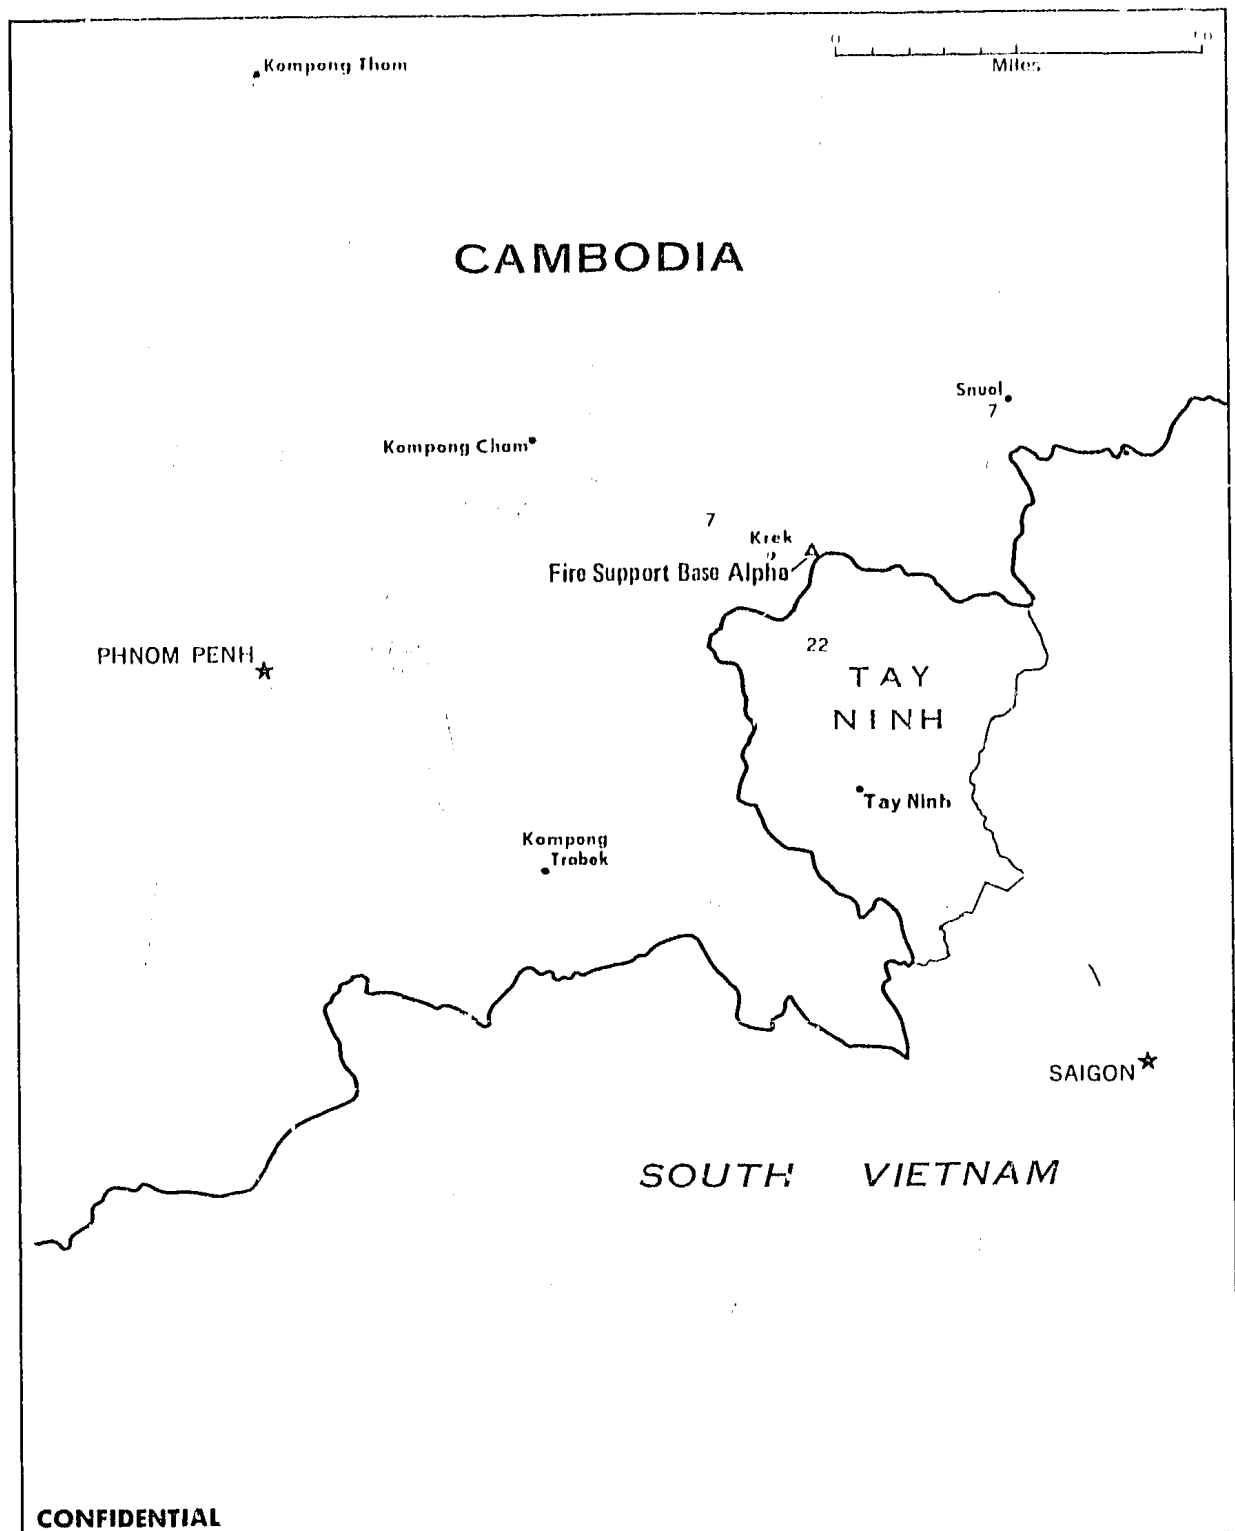 0
Miles
Kompong Thom
CAMBODIA
Snuol
7
Kompong Cham
7
Krek
Fire Support Base Alpha
22
PHNOM PENH
TAY
NINH
Tay Ninh
Kompong
Trabek
SAIGON
SOUTH VIETNAM
CONFIDENTIAL